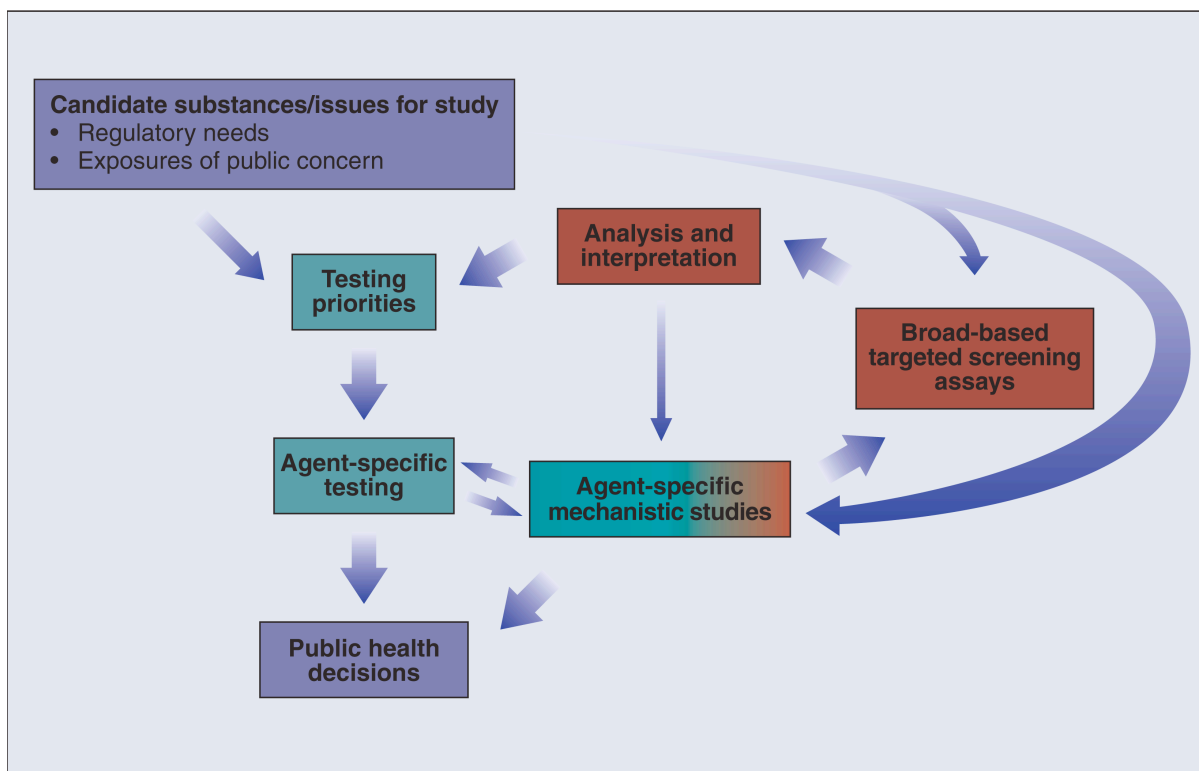 Candidate substances/issues for study
• Regulatory needs
• Exposures of public concern
Analysis and
interpretation
Testing
priorities
Broad-based
targeted screening
assays
Agent-specific
testing
Agent-specific
mechanistic studies
Public health
decisions